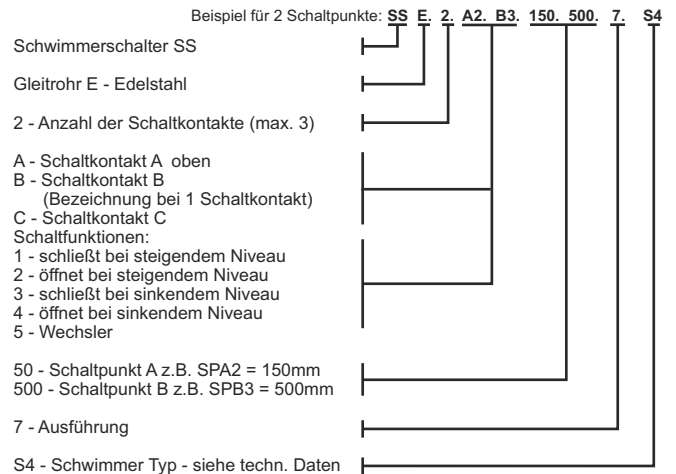 Beispiel für 2 Schaltpunkte: SS E. 2. A2. B3. 150. 500. 7. S4
Schwimmerschalter SS
Gleitrohr E - Edelstahl
2 - Anzahl der Schaltkontakte (max. 3)
A - Schaltkontakt A oben
B - Schaltkontakt B
(Bezeichnung bei 1 Schaltkontakt)
C - Schaltkontakt C
Schaltfunktionen:
1 - schließt bei steigendem Niveau
2 - öffnet bei steigendem Niveau
3 - schließt bei sinkendem Niveau
4 - öffnet bei sinkendem Niveau
5 - Wechsler
50 - Schaltpunkt A z.B. SPA2 = 150mm
500 - Schaltpunkt B z.B. SPB3 = 500mm
7 - Ausführung
S4 - Schwimmer Typ - siehe techn. Daten